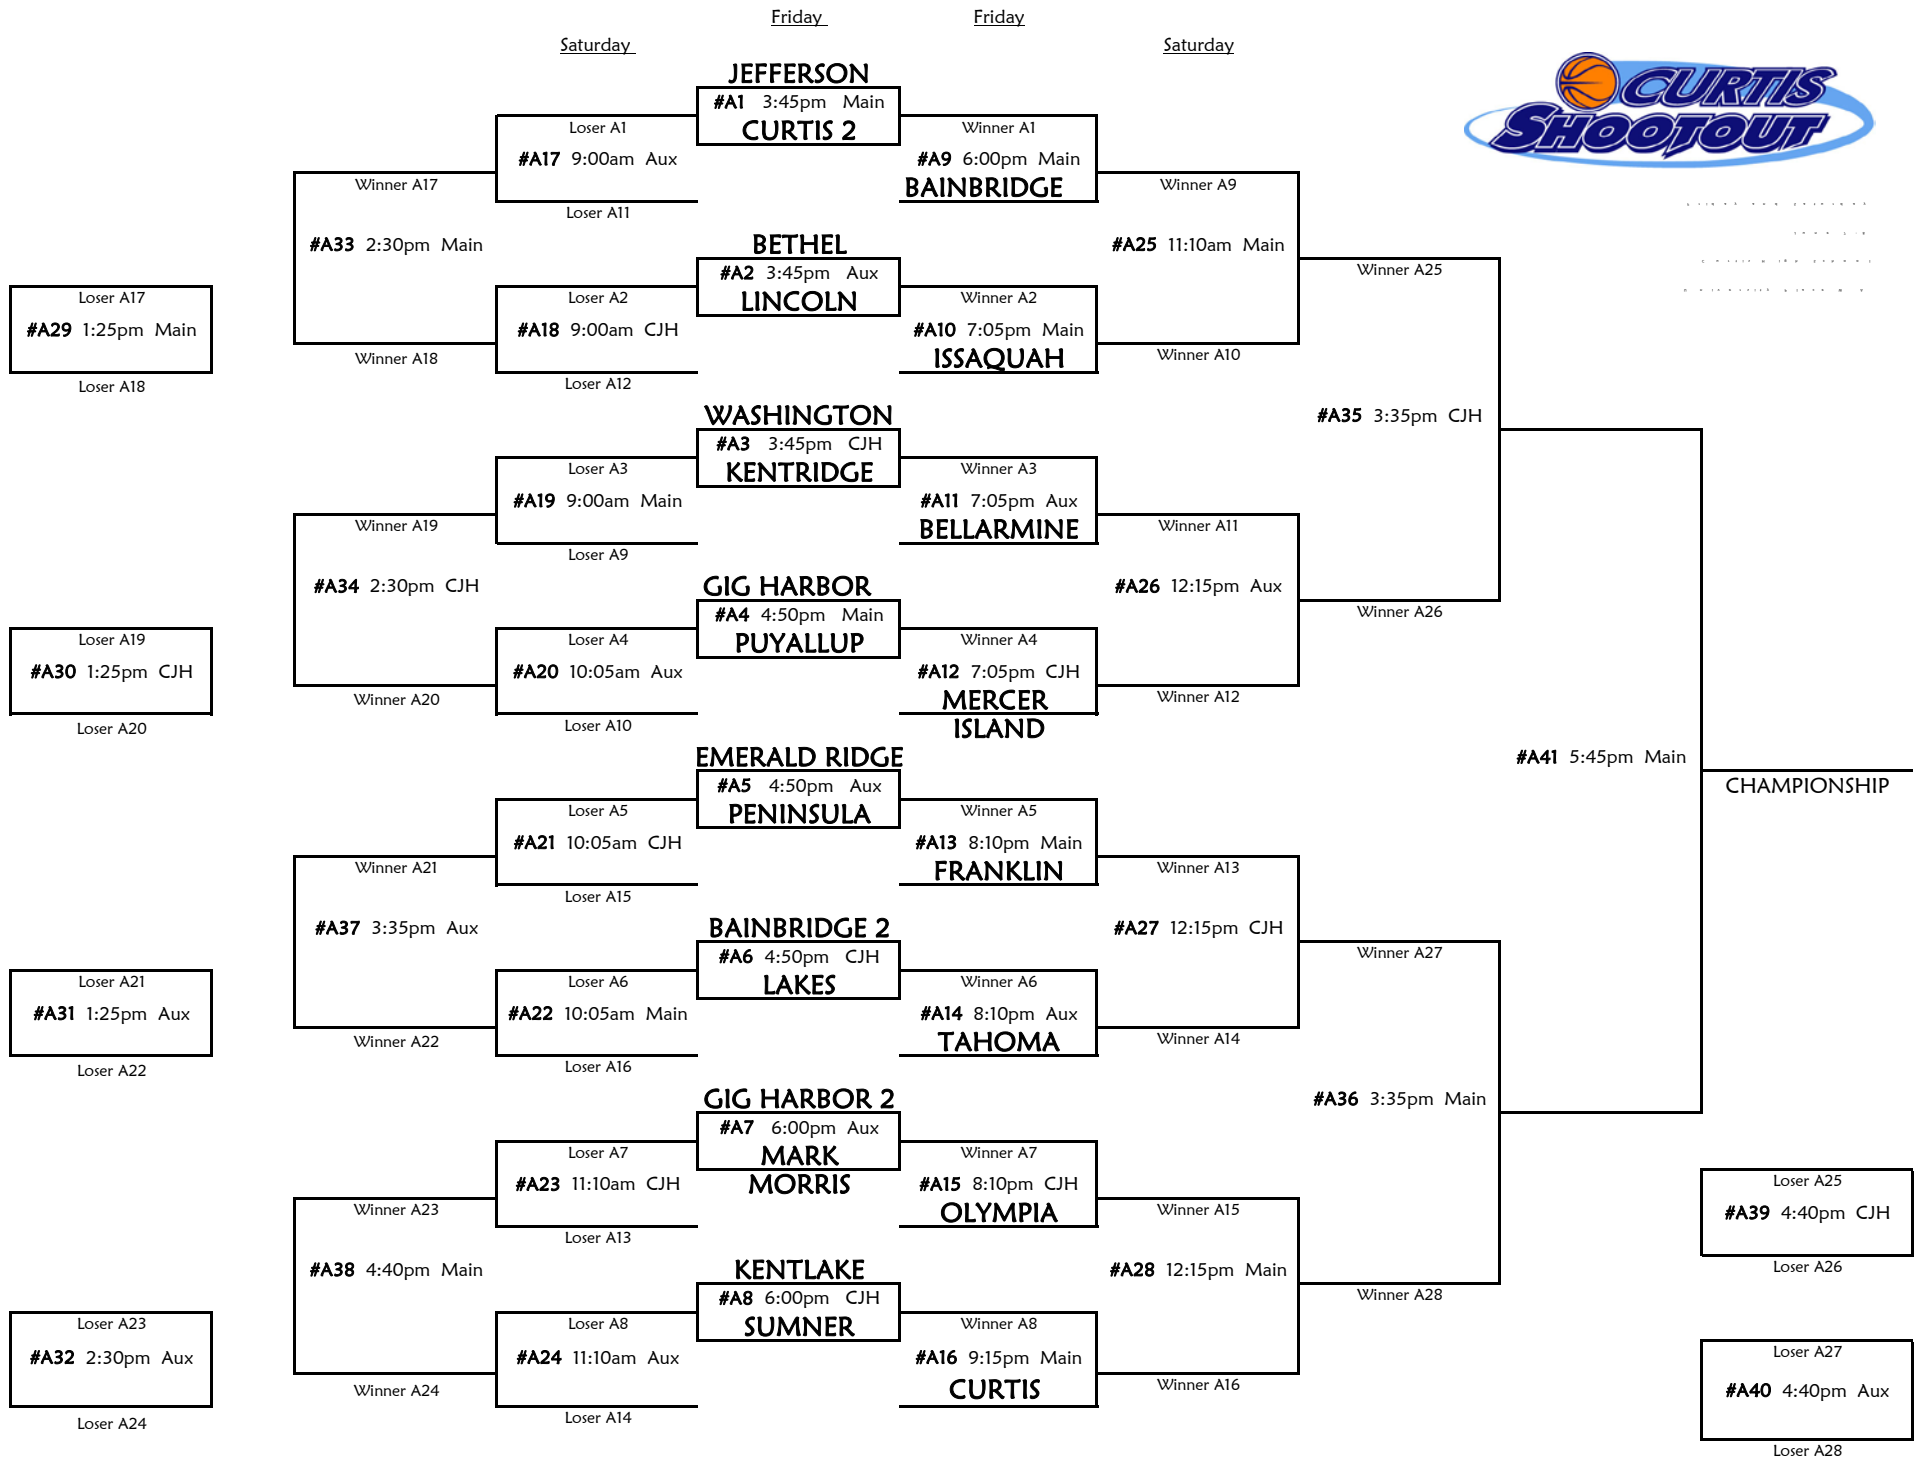 Friday Friday
Saturday Saturday
CURTIS
SHOOTOUT
JEFFERSON
#A1 3:45pm Main
CURTIS 2
Loser A1 Winner A1
#A17 9:00am Aux #A9 6:00pm Main
Winner A17 BAINBRIDGE Winner A9
Loser A11
BETHEL
#A33 2:30pm Main #A25 11:10am Main
#A2 3:45pm Aux Winner A25
Loser A17 Loser A2 LINCOLN Winner A2
#A29 1:25pm Main #A18 9:00am CJH #A10 7:05pm Main
Winner A18 ISSAQUAH Winner A10
Loser A18 Loser A12
WASHINGTON #A35 3:35pm CJH
#A3 3:45pm CJH
Loser A3 KENTRIDGE Winner A3
#A19 9:00am Main #A11 7:05pm Aux
Winner A19 BELLARMINE Winner A11
Loser A9
#A34 2:30pm CJH GIG HARBOR #A26 12:15pm Aux
#A4 4:50pm Main Winner A26
Loser A19 Loser A4 PUYALLUP Winner A4
#A30 1:25pm CJH #A20 10:05am Aux #A12 7:05pm CJH
Winner A20 MERCER Winner A12
Loser A20 Loser A10 ISLAND
EMERALD RIDGE #A41 5:45pm Main
#A5 4:50pm Aux CHAMPIONSHIP
Loser A5 PENINSULA Winner A5
#A21 10:05am CJH #A13 8:10pm Main
Winner A21 FRANKLIN Winner A13
Loser A15
#A37 3:35pm Aux BAINBRIDGE 2 #A27 12:15pm CJH
#A6 4:50pm CJH Winner A27
Loser A21 Loser A6 LAKES Winner A6
#A31 1:25pm Aux #A22 10:05am Main #A14 8:10pm Aux
Winner A22 TAHOMA Winner A14
Loser A22 Loser A16
GIG HARBOR 2 #A36 3:35pm Main
#A7 6:00pm Aux
Loser A7 MARK Winner A7
#A23 11:10am CJH MORRIS #A15 8:10pm CJH Loser A25
Winner A23 OLYMPIA Winner A15 #A39 4:40pm CJH
Loser A13
#A38 4:40pm Main KENTLAKE #A28 12:15pm Main Loser A26
#A8 6:00pm CJH Winner A28
Loser A23 Loser A8 SUMNER Winner A8
#A32 2:30pm Aux #A24 11:10am Aux #A16 9:15pm Main Loser A27
Winner A24 CURTIS Winner A16 #A40 4:40pm Aux
Loser A24 Loser A14
Loser A28